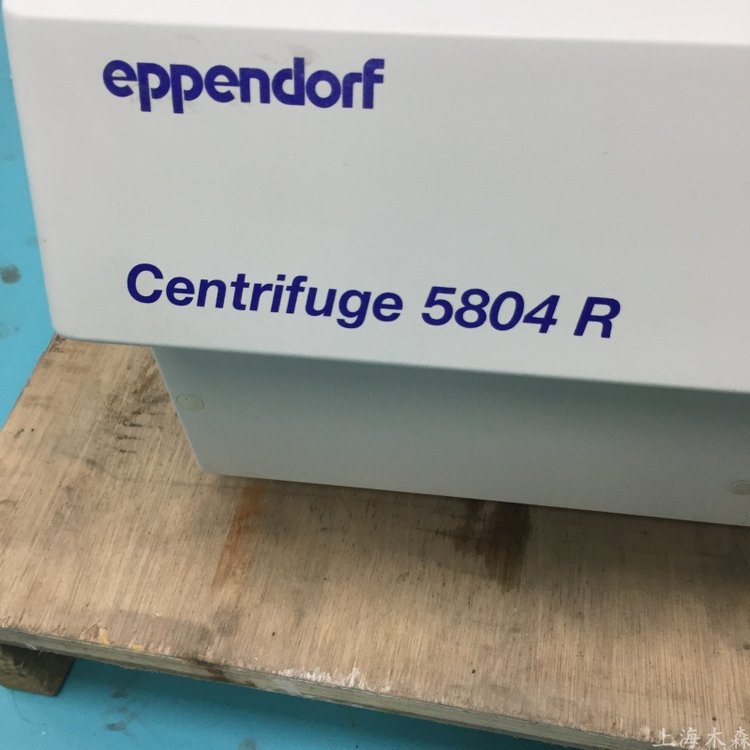 eppendorf
Centrifuge 5804 R
上海木森